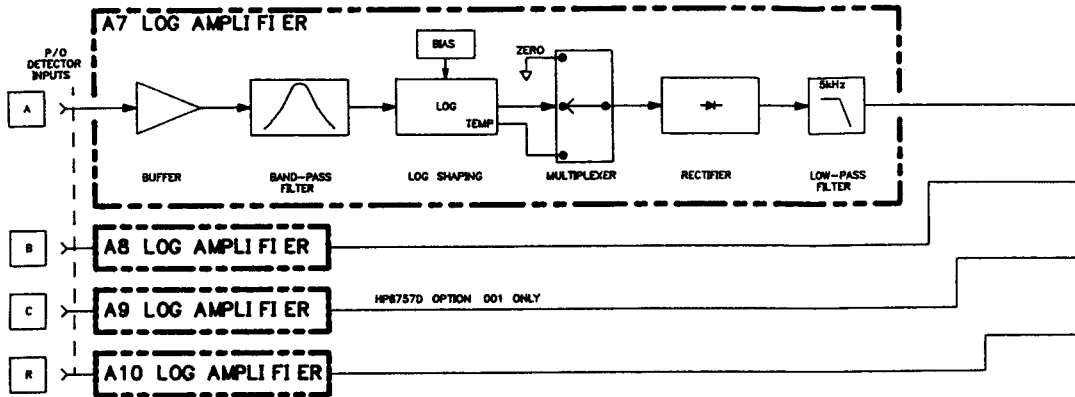 A7 LOG AMPLIFIER
P/O
DETECTOR
INPUTS
BIAS
ZERO
A
LOG
TEMP
5kHz
BUFFER
BAND-PASS
FILTER
LOG SHAPING
MULTIPLEXER
RECTIFIER
LOW-PASS
FILTER
B
A8 LOG AMPLIFIER
C
A9 LOG AMPLIFIER
HP8757D OPTION 001 ONLY
R
A10 LOG AMPLIFIER